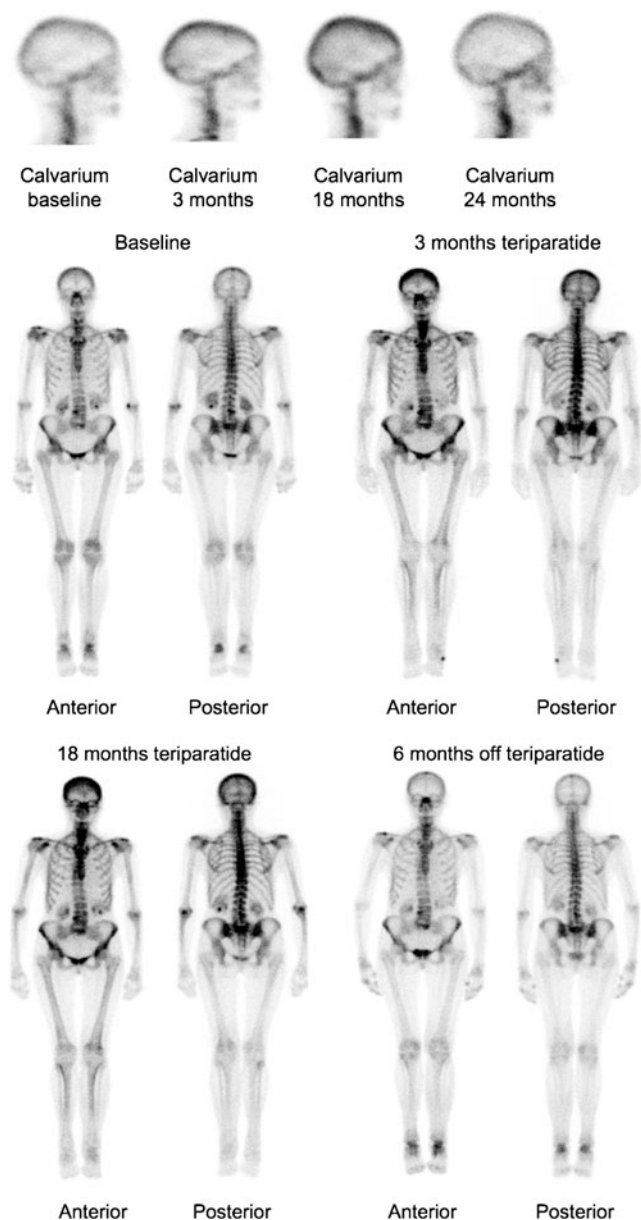 Calvarium baseline
Calvarium 3 months
Calvarium 18 months
Calvarium 24 months
Baseline
3 months teriparatide
Anterior
Posterior
Anterior
Posterior
18 months teriparatide
6 months off teriparatide
Anterior
Posterior
Anterior
Posterior